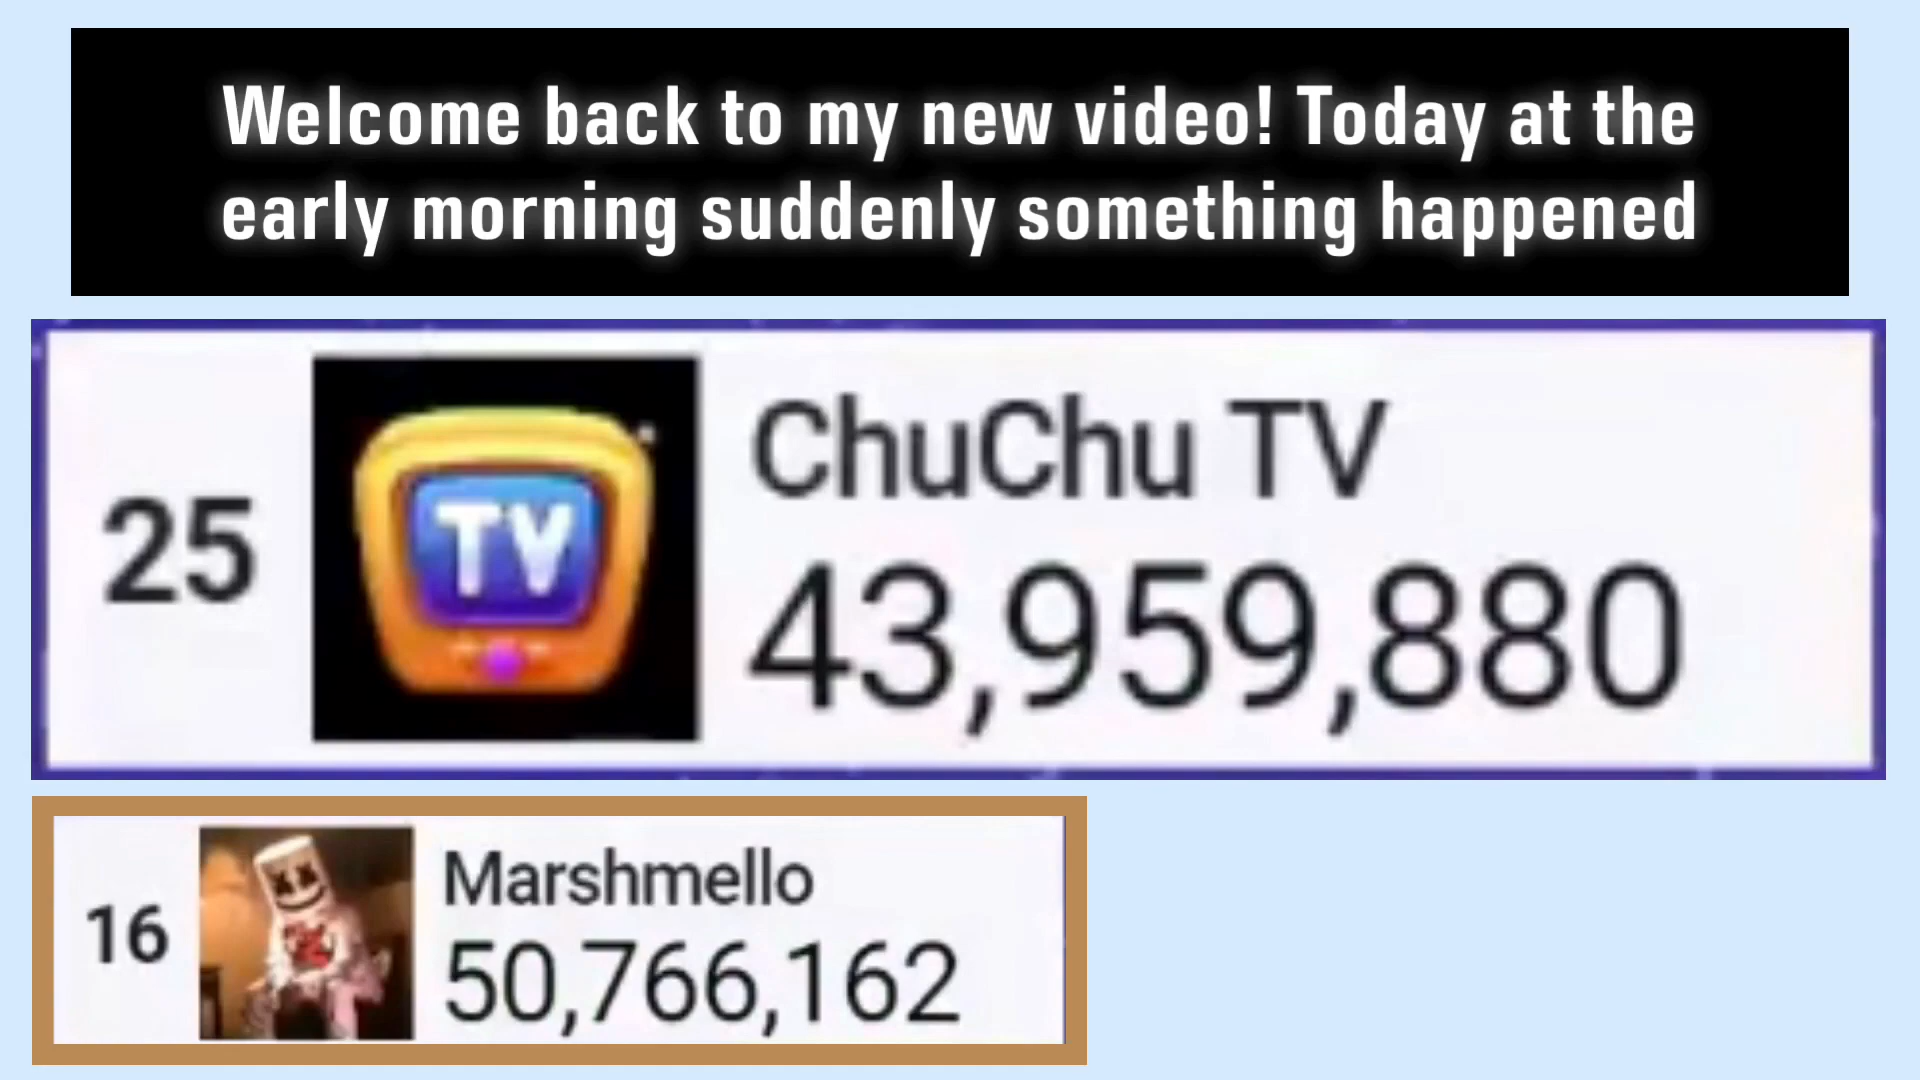 Welcome back to my new video! Today at the
early morning suddenly something happened
25
TV
ChuChu TV
43,959,880
16
Marshmello
50,766,162